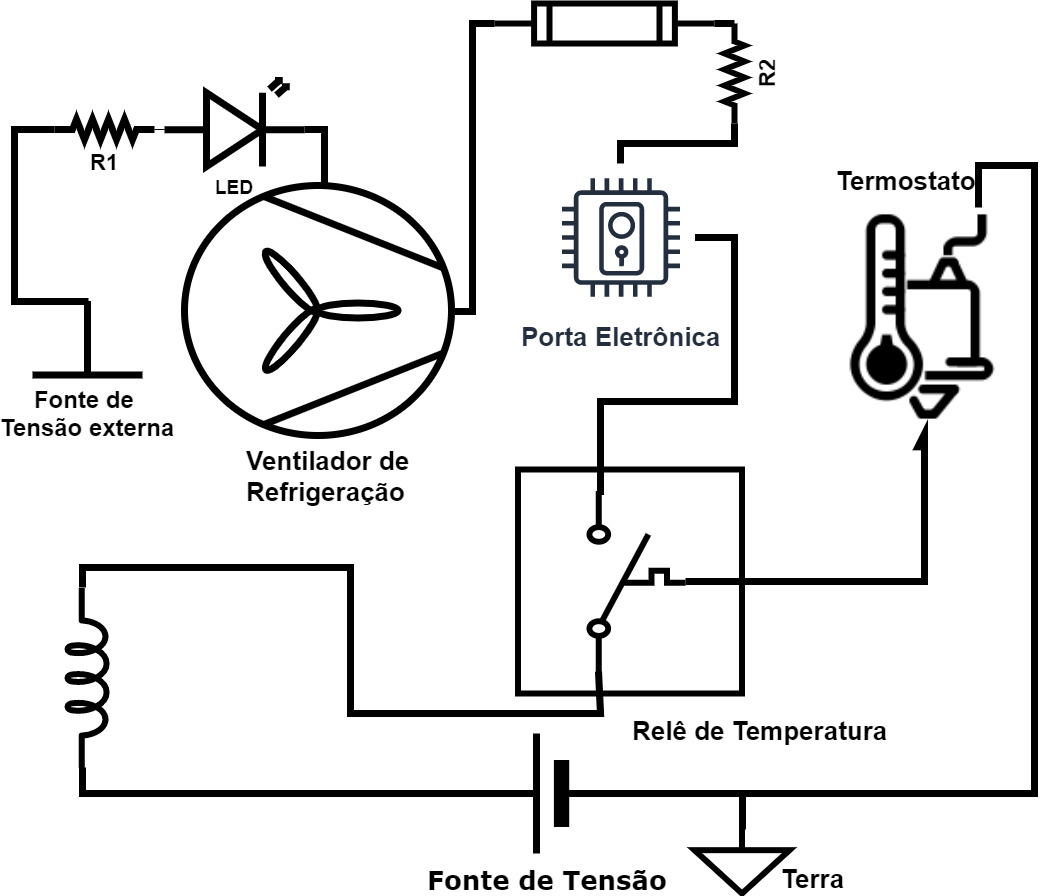 R2
R1
LED
Termostato
Porta Eletrônica
Fonte de
Tensão externa
Ventilador de
Refrigeração
Relê de Temperatura
Fonte de Tensão
Terra